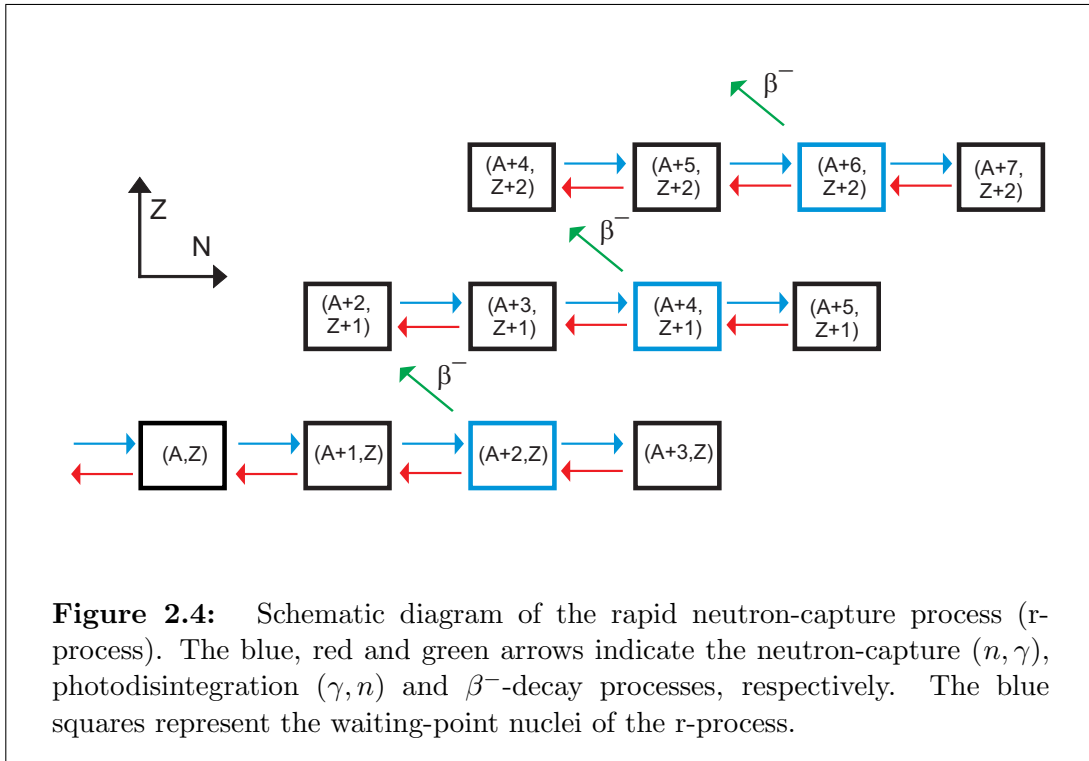 β⁻
(A+4, (A+5, (A+6, (A+7,
Z+2) Z+2) Z+2) Z+2)
Z
N
β⁻
(A+2, (A+3, (A+4, (A+5,
Z+1) Z+1) Z+1) Z+1)
β⁻
(A,Z) (A+1,Z) (A+2,Z) (A+3,Z)
Figure 2.4: Schematic diagram of the rapid neutron-capture process (r-
process). The blue, red and green arrows indicate the neutron-capture (n, γ),
photodisintegration (γ, n) and β⁻-decay processes, respectively. The blue
squares represent the waiting-point nuclei of the r-process.